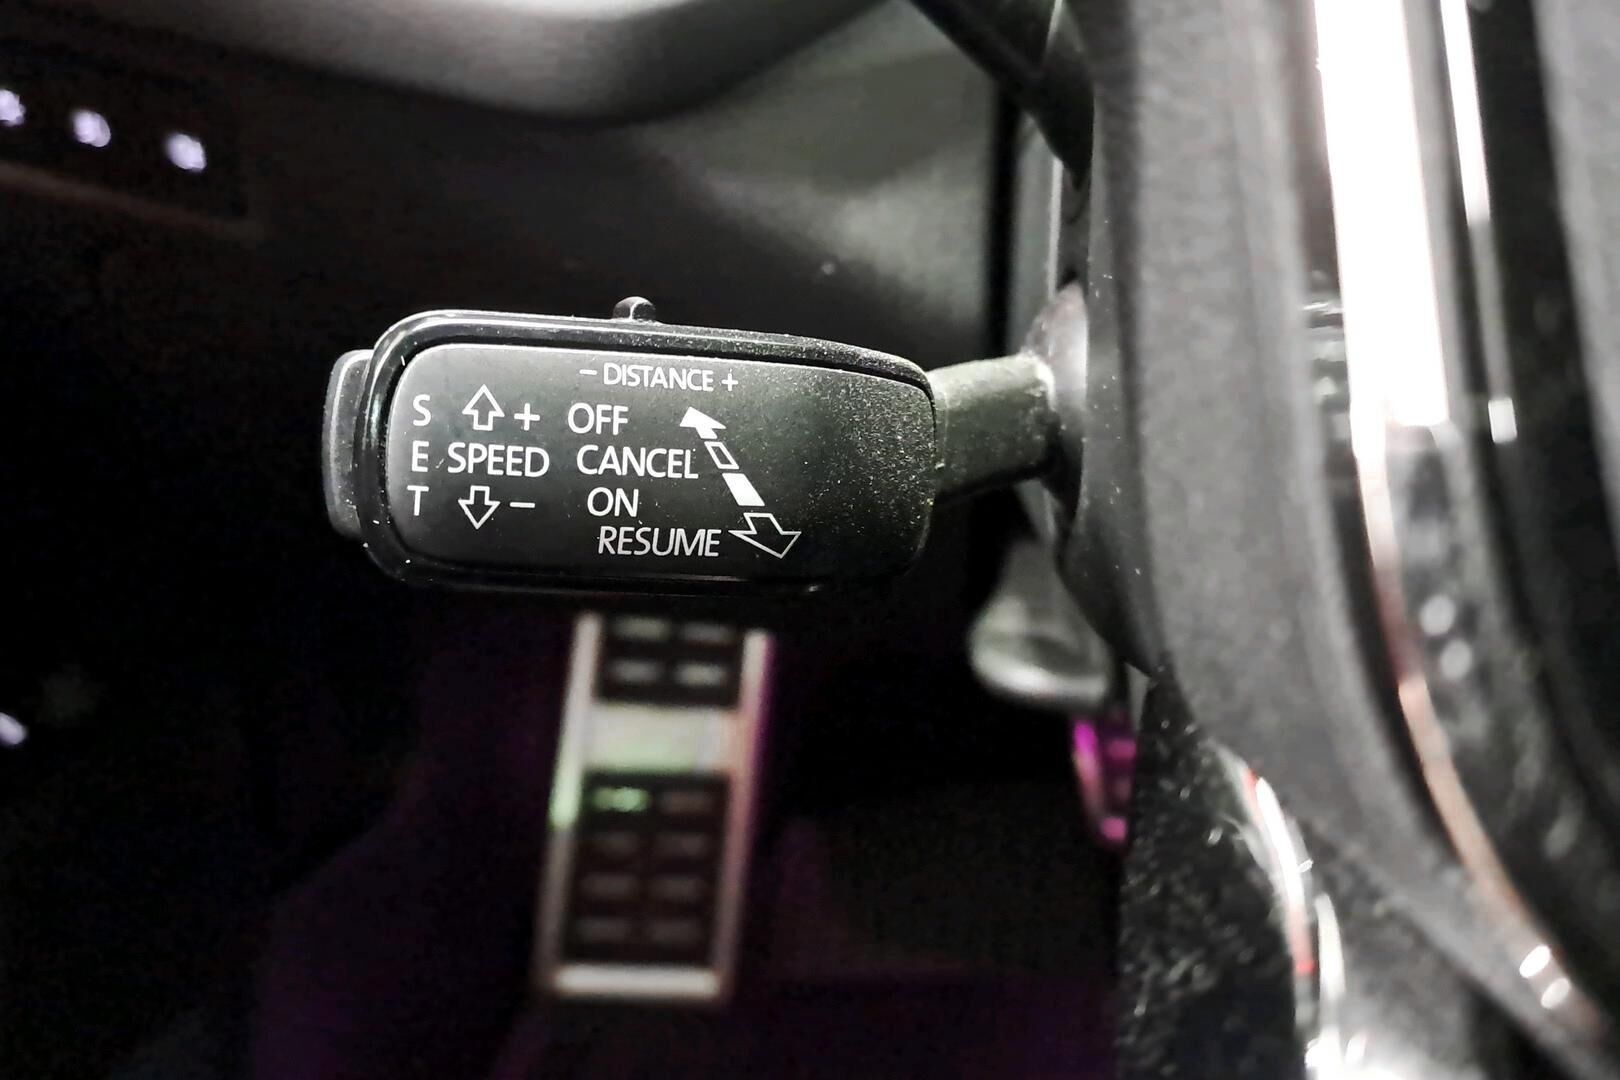 - DISTANCE +
S + OFF
E SPEED CANCEL
T - ON
RESUME